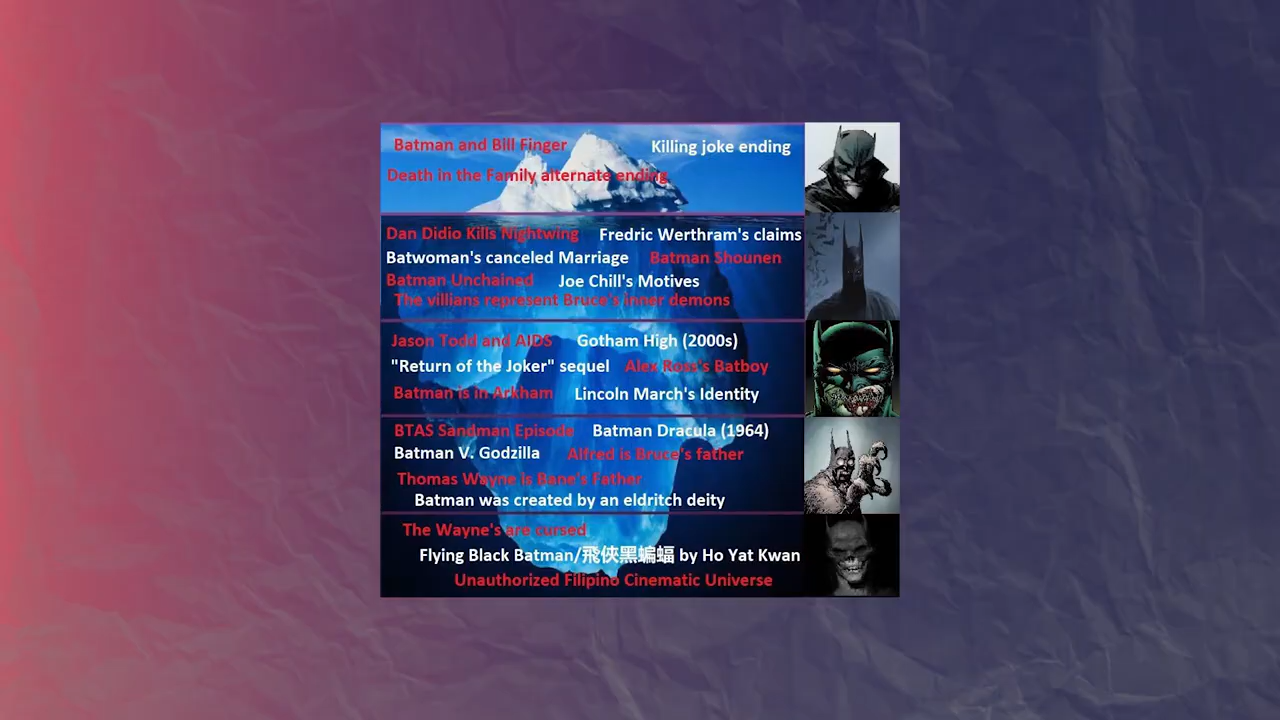 Batman and Bill Finger Killing joke ending
Death in the Family alternate ending
Dan Didio Kills Nightwing Fredric Werthram's claims
Batwoman's canceled Marriage Batman Shounen
Batman Unchained Joe Chill's Motives
The villians represent Bruce's inner demons
Jason Todd and AIDS Gotham High (2000s)
"Return of the Joker" sequel Alex Ross's Batboy
Batman is in Arkham Lincoln March's Identity
BTAS Sandman Episode Batman Dracula (1964)
Batman V. Godzilla Alfred is Bruce's father
Thomas Wayne is Bane's Father
Batman was created by an eldritch deity
The Wayne's are cursed
Flying Black Batman/飛俠黑蝙蝠 by Ho Yat Kwan
Unauthorized Filipino Cinematic Universe